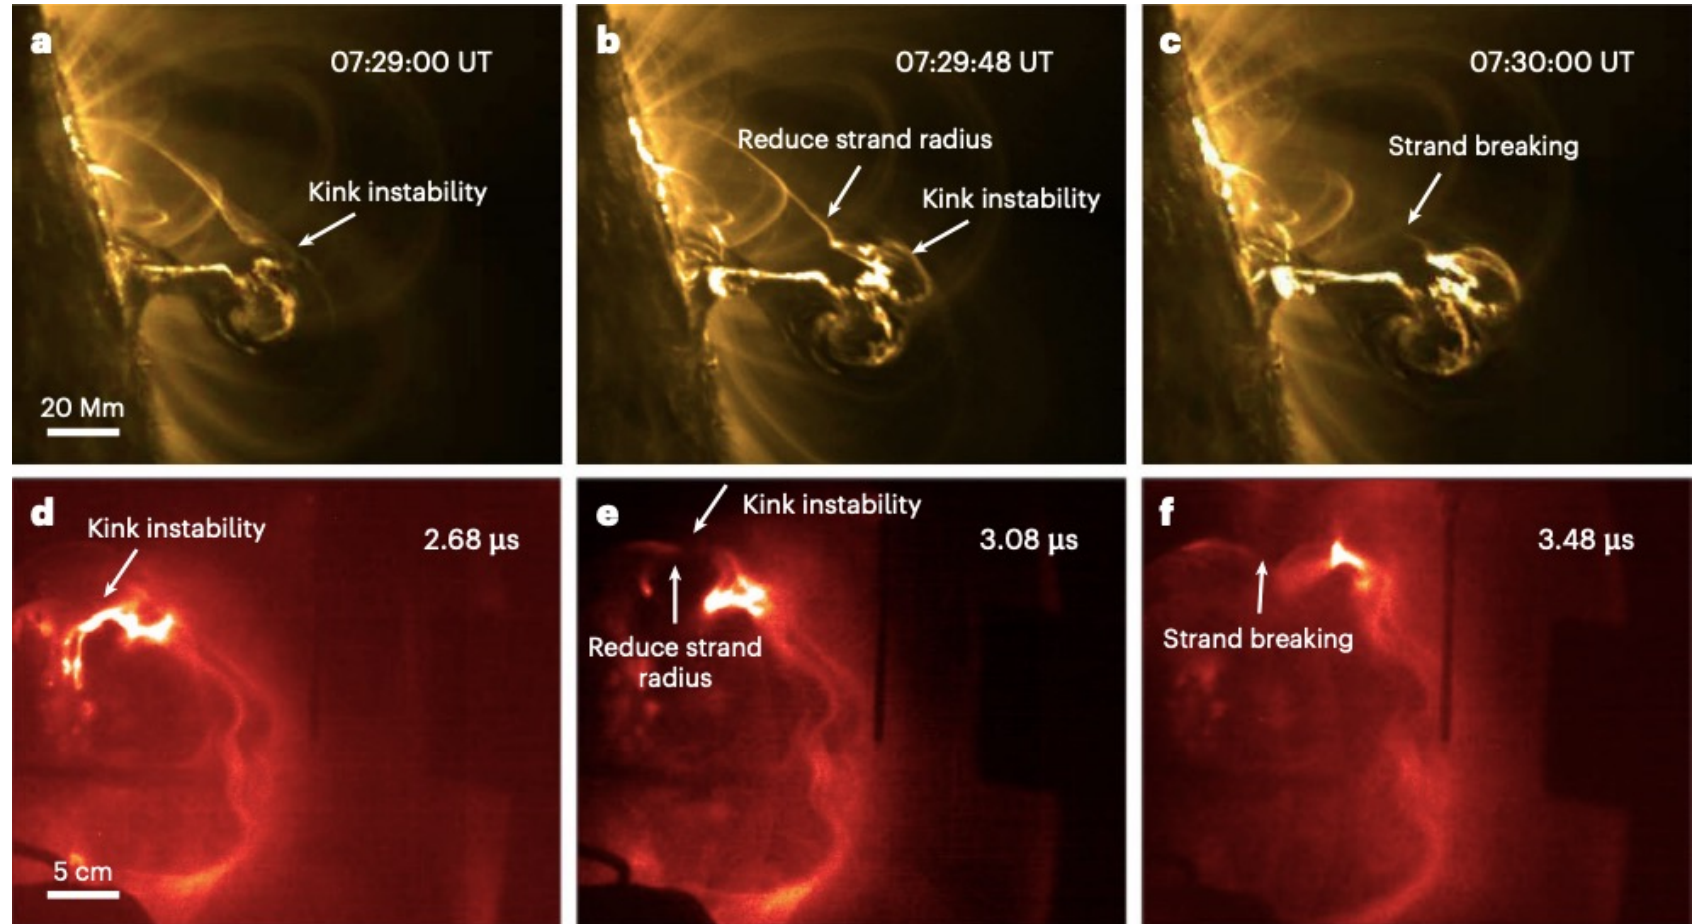 a
07:29:00 UT
Kink instability
20 Mm
b
07:29:48 UT
Reduce strand radius
Kink instability
c
07:30:00 UT
Strand breaking
d
Kink instability
2.68 µs
5 cm
e
Kink instability
3.08 µs
Reduce strand
radius
f
3.48 µs
Strand breaking